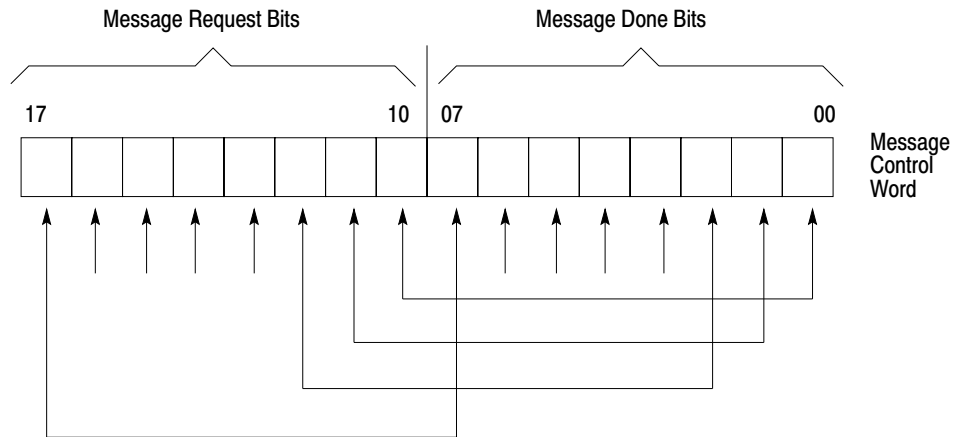 Message Request Bits
Message Done Bits
17
10
07
00
Message
Control
Word